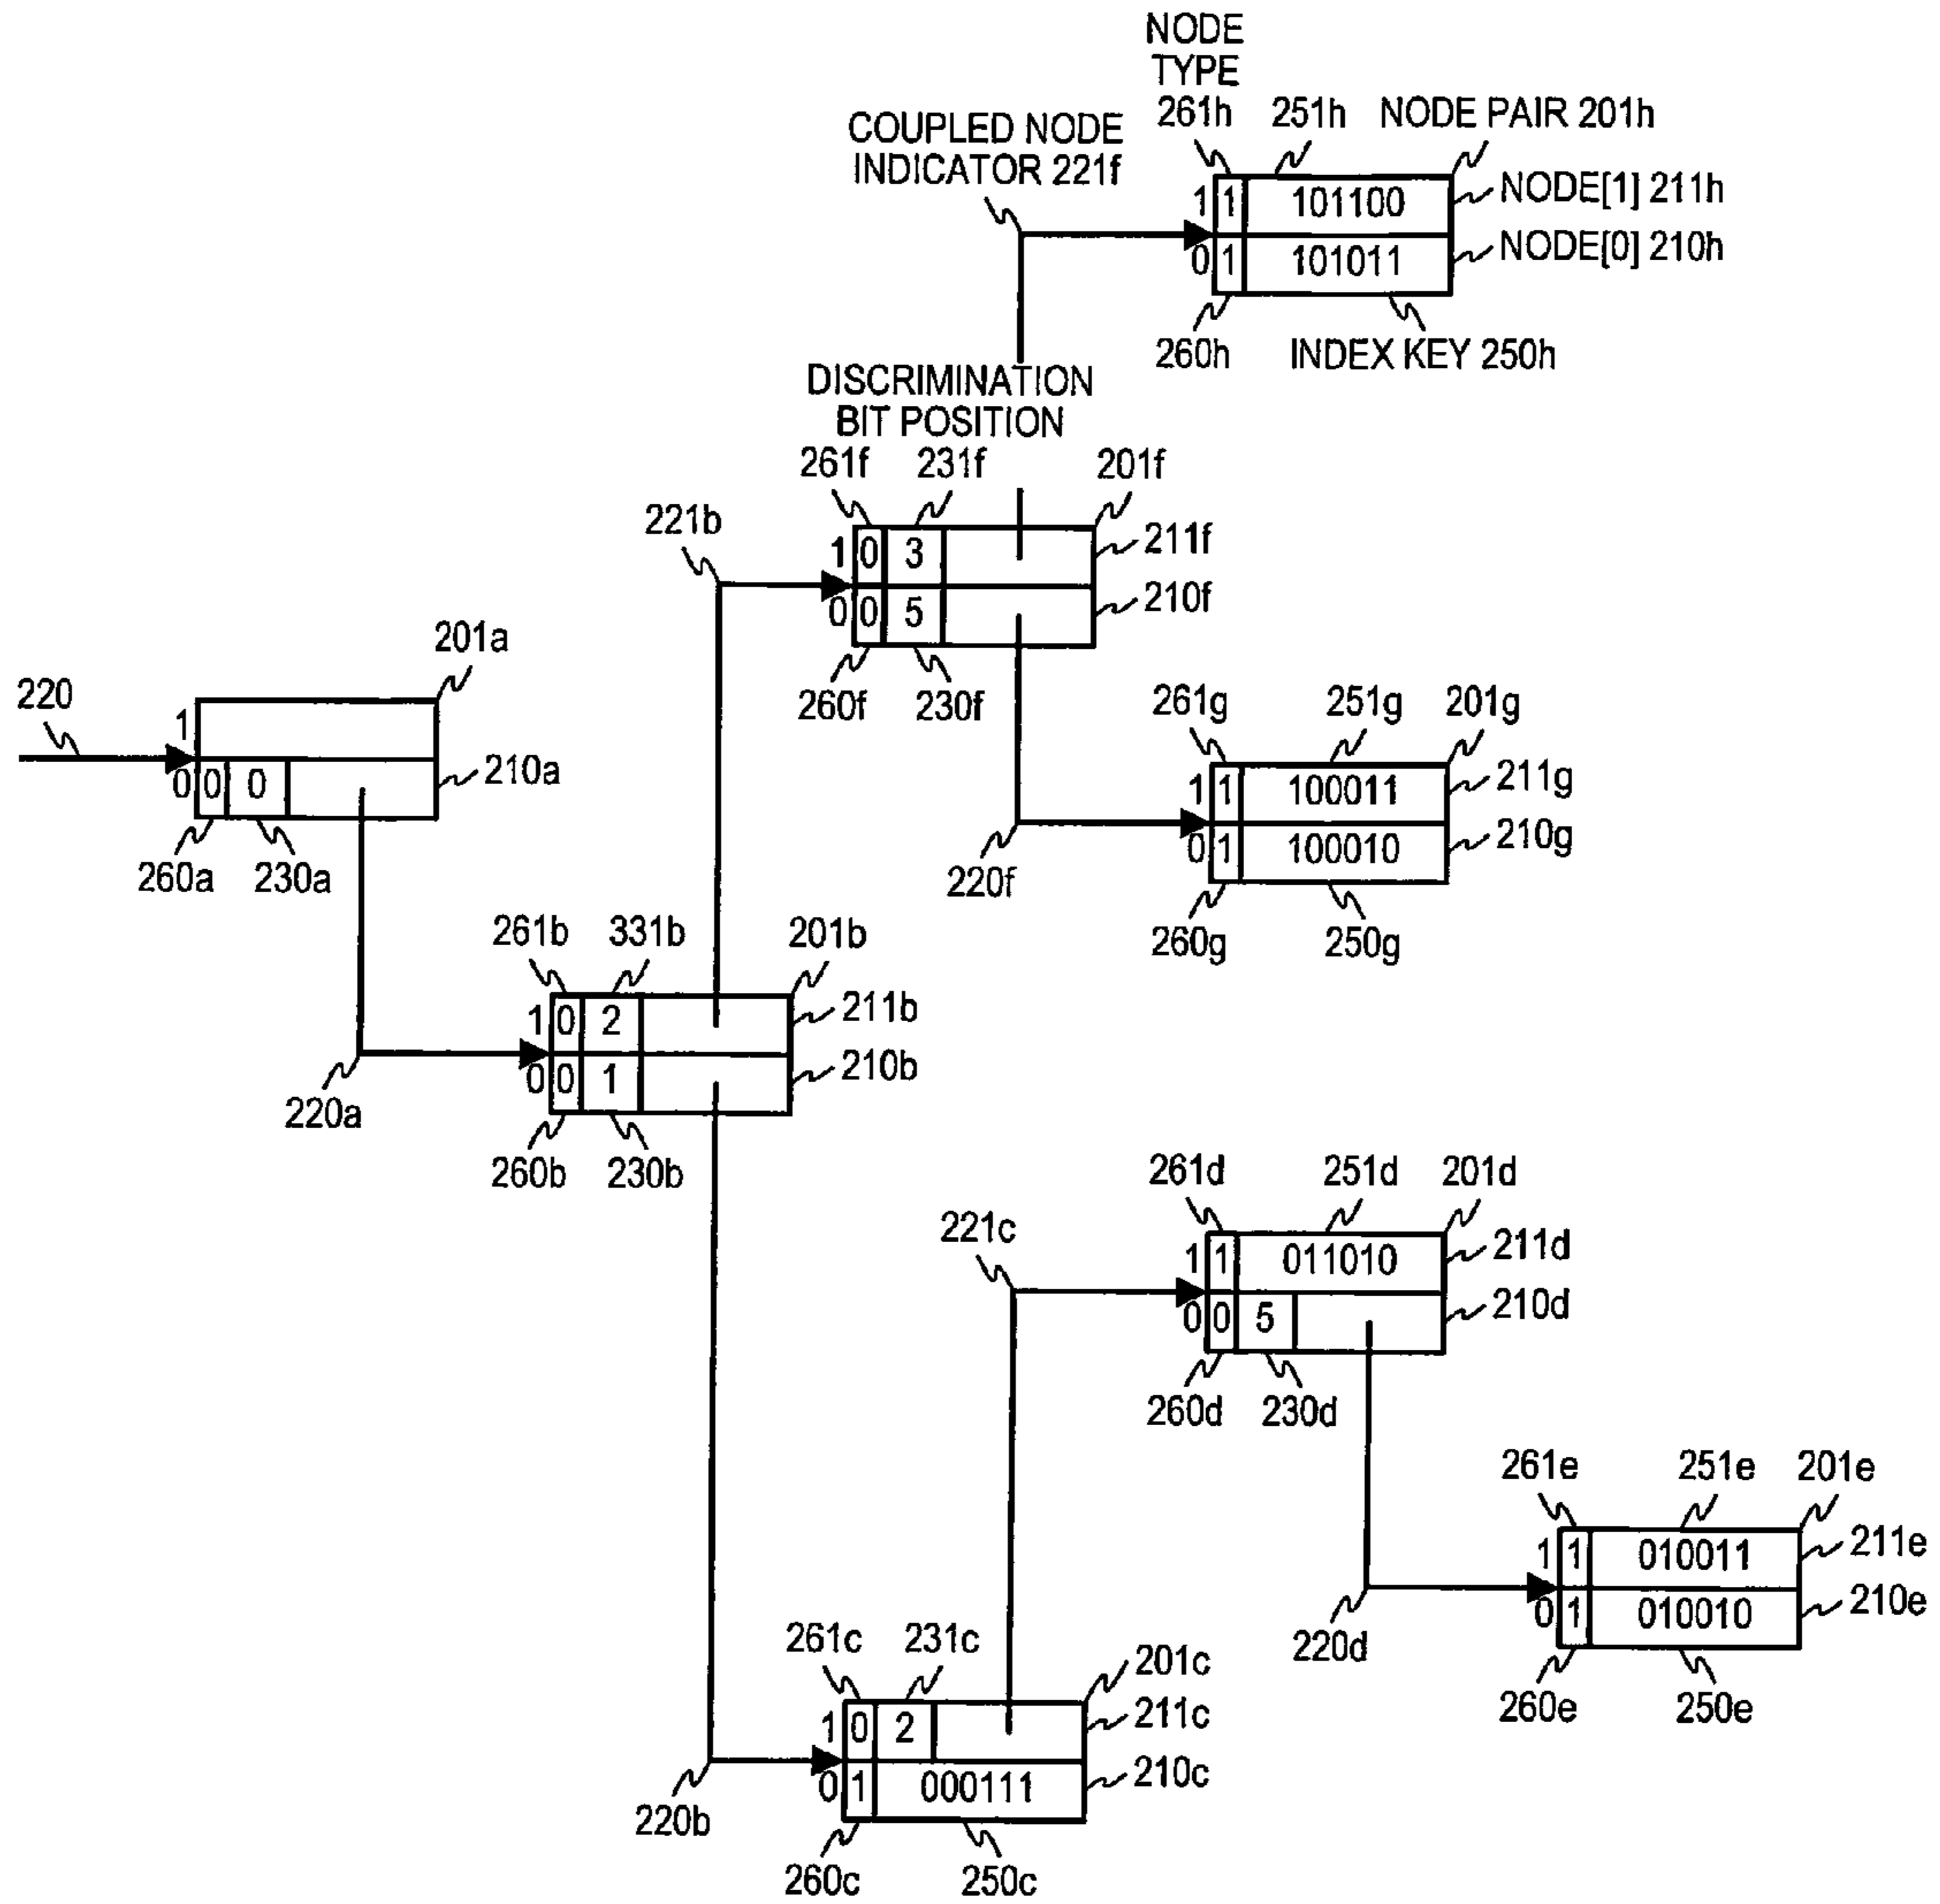 NODE
TYPE
261h 251h NODE PAIR 201h
COUPLED NODE
INDICATOR 221f
1 1 101100 NODE[1] 211h
0 1 101011 NODE[0] 210h
260h INDEX KEY 250h
DISCRIMINATION
BIT POSITION
261f 231f 201f
221b
1 0 3 211f
0 0 5 210f
260f 230f
201a
220
1
0 0 0 210a
260a 230a
261g 251g 201g
1 1 100011 211g
0 1 100010 210g
220f
260g 250g
261b 331b 201b
1 0 2 211b
0 0 1 210b
220a
260b 230b
261d 251d 201d
221c
1 1 011010 211d
0 0 5 210d
260d 230d
261e 251e 201e
1 1 010011 211e
0 1 010010 210e
220d
260e 250e
261c 231c 201c
1 0 2 211c
0 1 000111 210c
220b
260c 250c